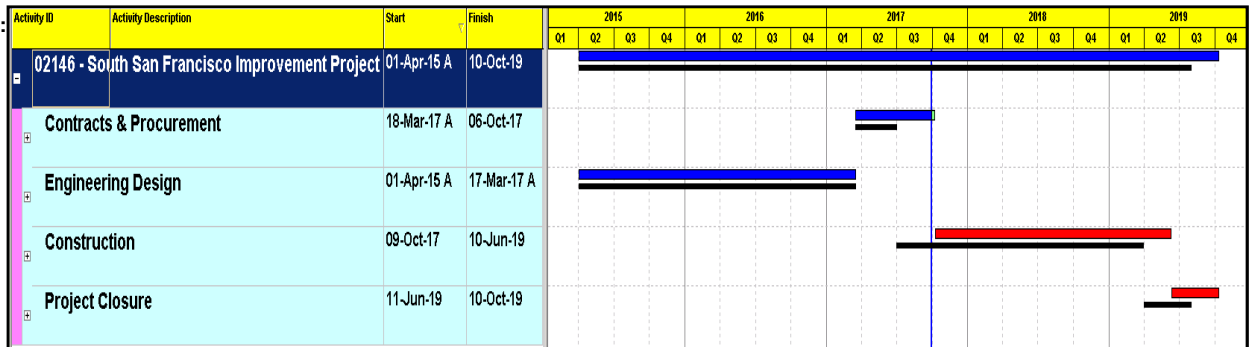 :
Activity ID Activity Description Start Finish 2015 2016 2017 2018 2019
Q1 Q2 Q3 Q4 Q1 Q2 Q3 Q4 Q1 Q2 Q3 Q4 Q1 Q2 Q3 Q4 Q1 Q2 Q3 Q4
02146 - South San Francisco Improvement Project 01-Apr-15 A 10-Oct-19
Contracts & Procurement 18-Mar-17 A 06-Oct-17
Engineering Design 01-Apr-15 A 17-Mar-17 A
Construction 09-Oct-17 10-Jun-19
Project Closure 11-Jun-19 10-Oct-19